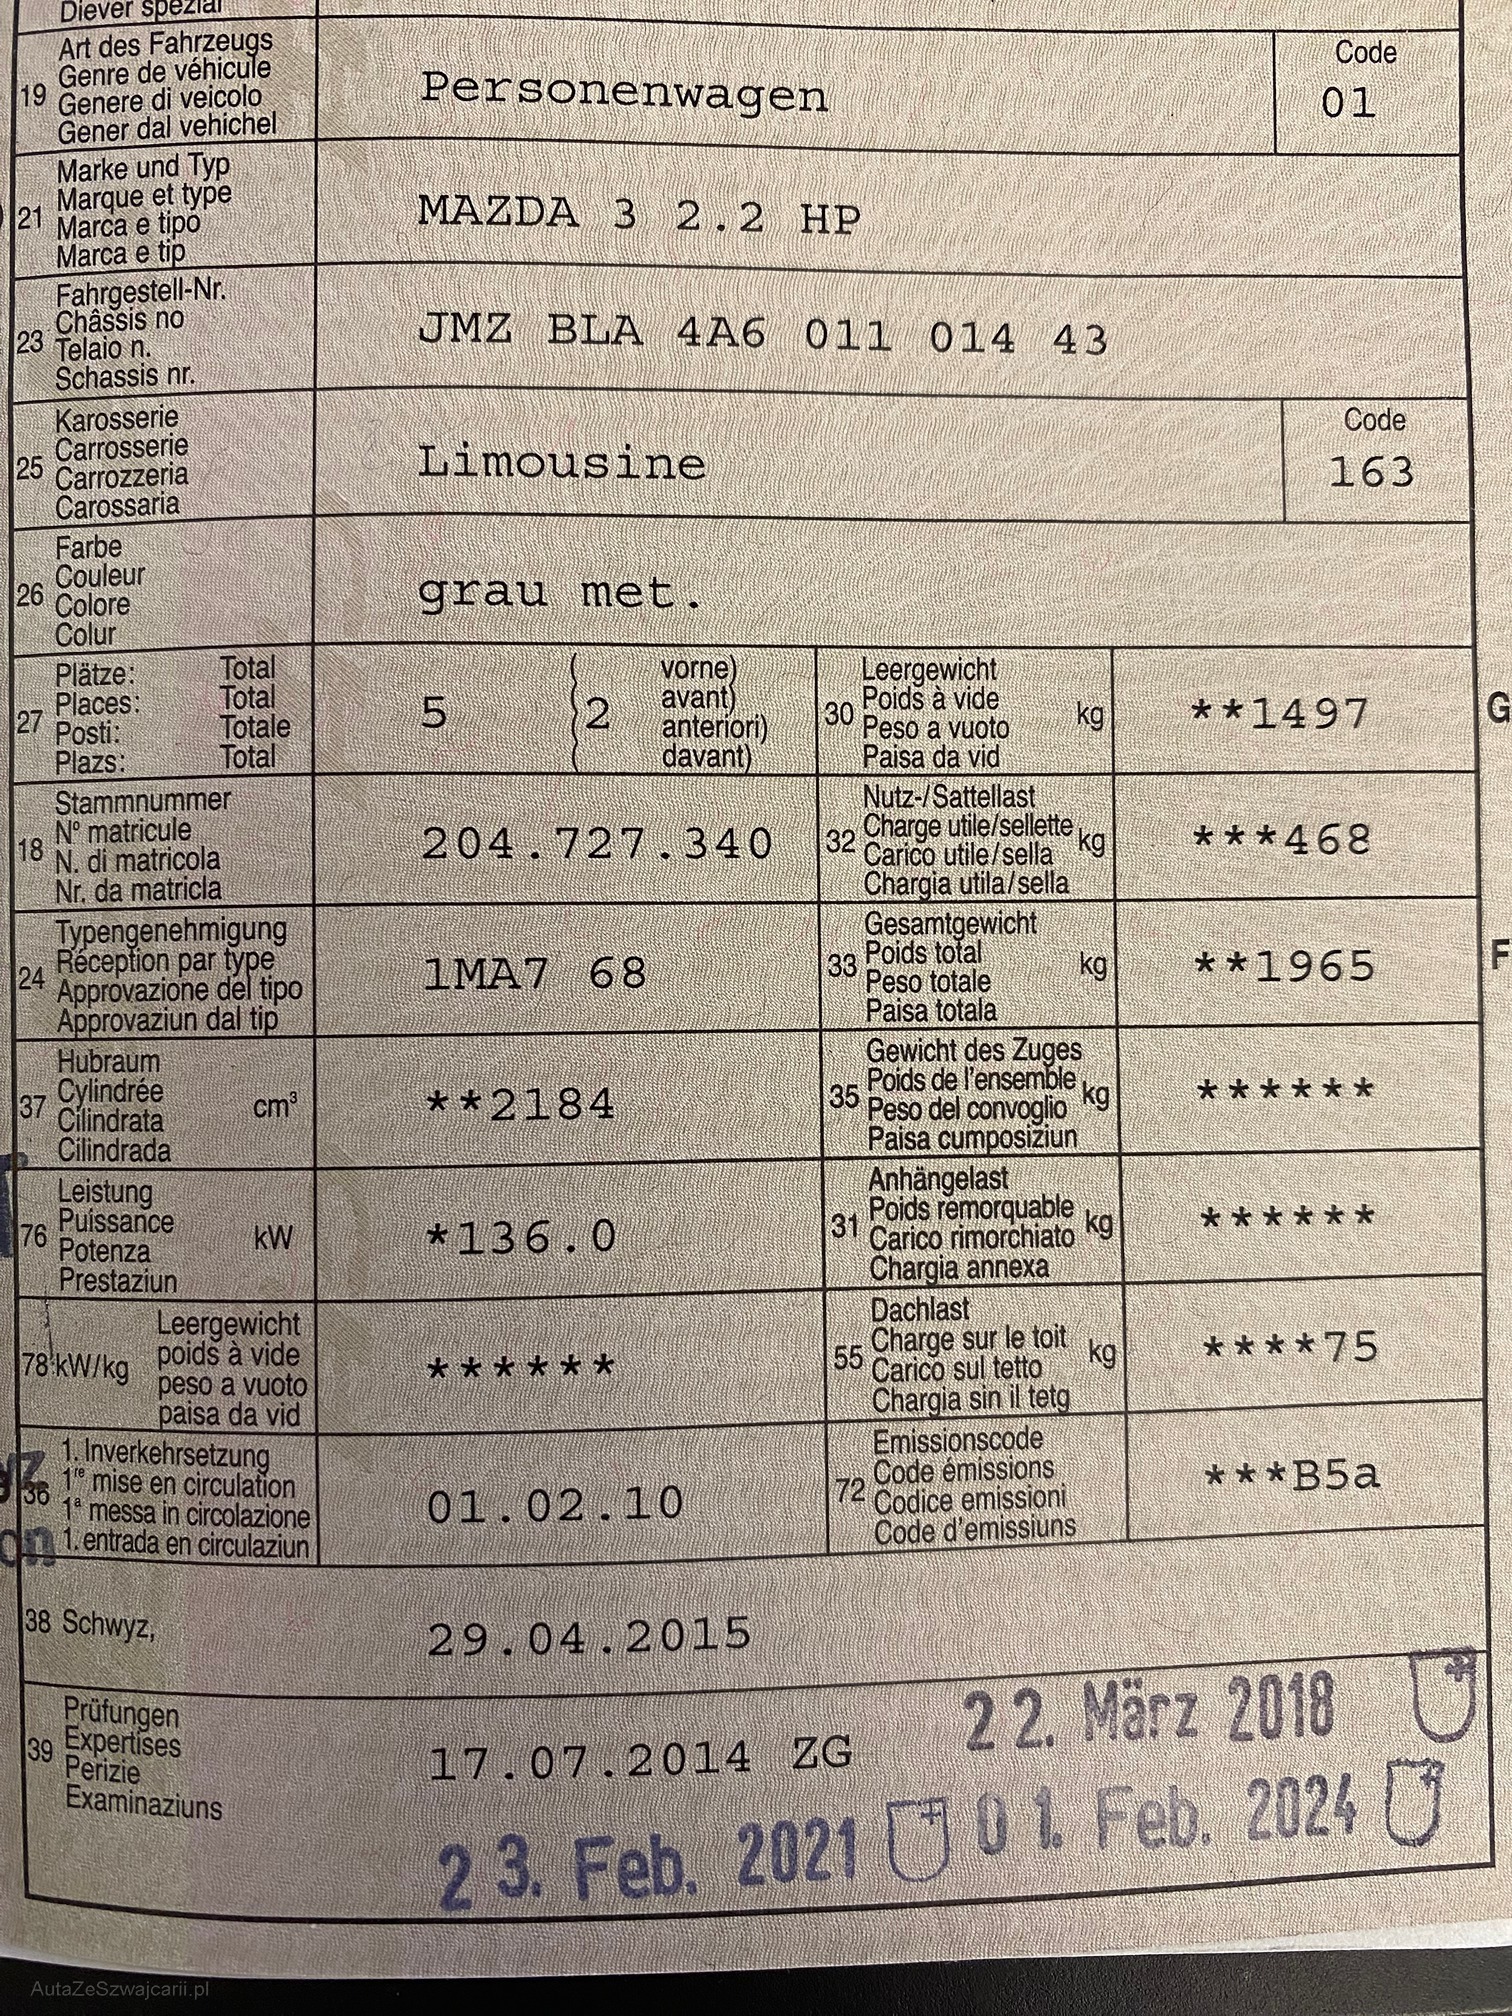 Diever spezial
19 Art des Fahrzeugs
Genre de véhicule
Genere di veicolo
Gener dal vehichel
Personenwagen
Code
01
21 Marke und Typ
Marque et type
Marca e tipo
Marca e tip
MAZDA 3 2.2 HP
23 Fahrgestell-Nr.
Châssis no
Telaio n.
Schassis nr.
JMZ BLA 4A6 011 014 43
25 Karosserie
Carrosserie
Carrozzeria
Carossaria
Limousine
Code
163
26 Farbe
Couleur
Colore
Colur
grau met.
27 Plätze: Total
Places: Total
Posti: Totale
Plazs: Total
5 2
vorne)
avant)
anteriori)
davant)
30 Leergewicht
Poids à vide
Peso a vuoto
Paisa da vid
kg
**1497
G
18 Stammnummer
Nº matricule
N. di matricola
Nr. da matricla
204.727.340
32 Nutz-/Sattellast
Charge utile/sellette
Carico utile/sella
Chargia utila/sella
kg
***468
24 Typengenehmigung
Réception par type
Approvazione del tipo
Approvaziun dal tip
1MA7 68
33 Gesamtgewicht
Poids total
Peso totale
Paisa totala
kg
**1965
F
37 Hubraum
Cylindrée
Cilindrata
Cilindrada
cm³
**2184
35 Gewicht des Zuges
Poids de l'ensemble
Peso del convoglio
Paisa cumposiziun
kg
******
76 Leistung
Puissance
Potenza
Prestaziun
kW
*136.0
31 Anhängelast
Poids remorquable
Carico rimorchiato
Chargia annexa
kg
******
78 kW/kg
Leergewicht
poids à vide
peso a vuoto
paisa da vid
******
55 Dachlast
Charge sur le toit
Carico sul tetto
Chargia sin il tetg
kg
****75
36 1. Inverkehrsetzung
1re mise en circulation
1a messa in circolazione
1. entrada en circulaziun
01.02.10
72 Emissionscode
Code émissions
Codice emissioni
Code d'emissiuns
***B5a
38 Schwyz,
29.04.2015
39 Prüfungen
Expertises
Perizie
Examinaziuns
17.07.2014 ZG
22. März 2018
23. Feb. 2021
01. Feb. 2024
AutaZeSzwajcarii.pl